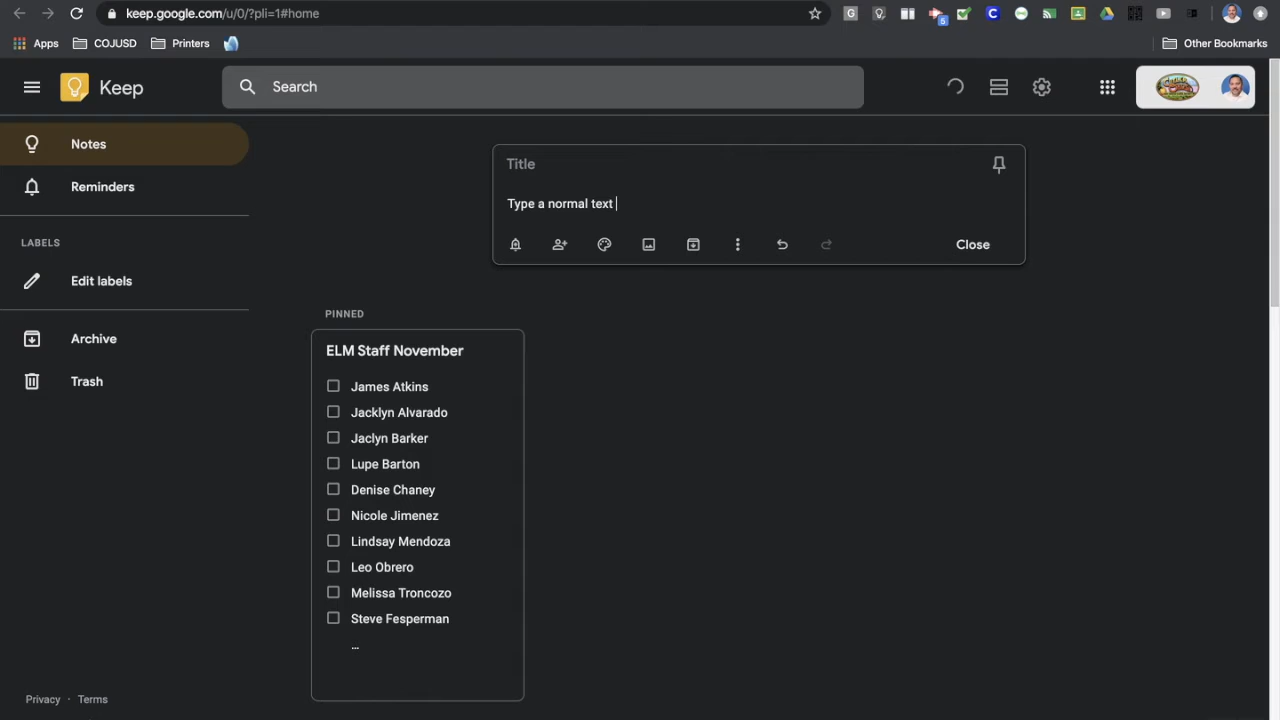 keep.google.com/u/0/?pli=1#home
5
Apps
COJUSD
Printers
Other Bookmarks
Keep
Search
Notes
Reminders
LABELS
Edit labels
Archive
Trash
Title
Type a normal text
Close
PINNED
ELM Staff November
James Atkins
Jacklyn Alvarado
Jaclyn Barker
Lupe Barton
Denise Chaney
Nicole Jimenez
Lindsay Mendoza
Leo Obrero
Melissa Troncozo
Steve Fesperman
...
Privacy · Terms